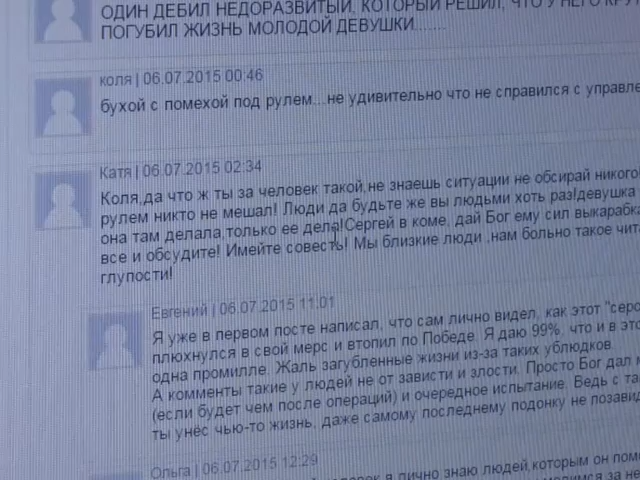 ОДИН ДЕБИЛ НЕДОРАЗВИТЫЙ, КОТОРЫЙ РЕШИЛ, ЧТО У НЕГО
ПОГУБИЛ ЖИЗНЬ МОЛОДОЙ ДЕВУШКИ.......
коля | 06.07.2015 00:46
бухой с помехой под рулем...не удивительно что не справился с
Катя | 06.07.2015 02:34
Коля,да что ж ты за человек такой,не знаешь ситуации не обсирай никого!
рулем никто не мешал! Люди да будьте же вы людьми хоть раз!девушка
она там делала,только ее дело!Сергей в коме, дай Бог ему сил
все и обсудите! Имейте совесть! Мы близкие люди ,нам больно такое
глупости!
Евгений | 06.07.2015 11:01
Я уже в первом посте написал, что сам лично видел, как этот
плюхнулся в свой мерс и втопил по Победе. Я даю 99%, что и в
одна промилле. Жаль загубленные жизни из-за таких ублюдков.
А комменты такие у людей не от зависти и злости. Просто Бог дал
(если будет чем после операций) и очередное испытание. Ведь с
ты унёс чью-то жизнь, даже самому последнему подонку не
Ольга | 06.07.2015 12:29
я лично знаю людей,которым он